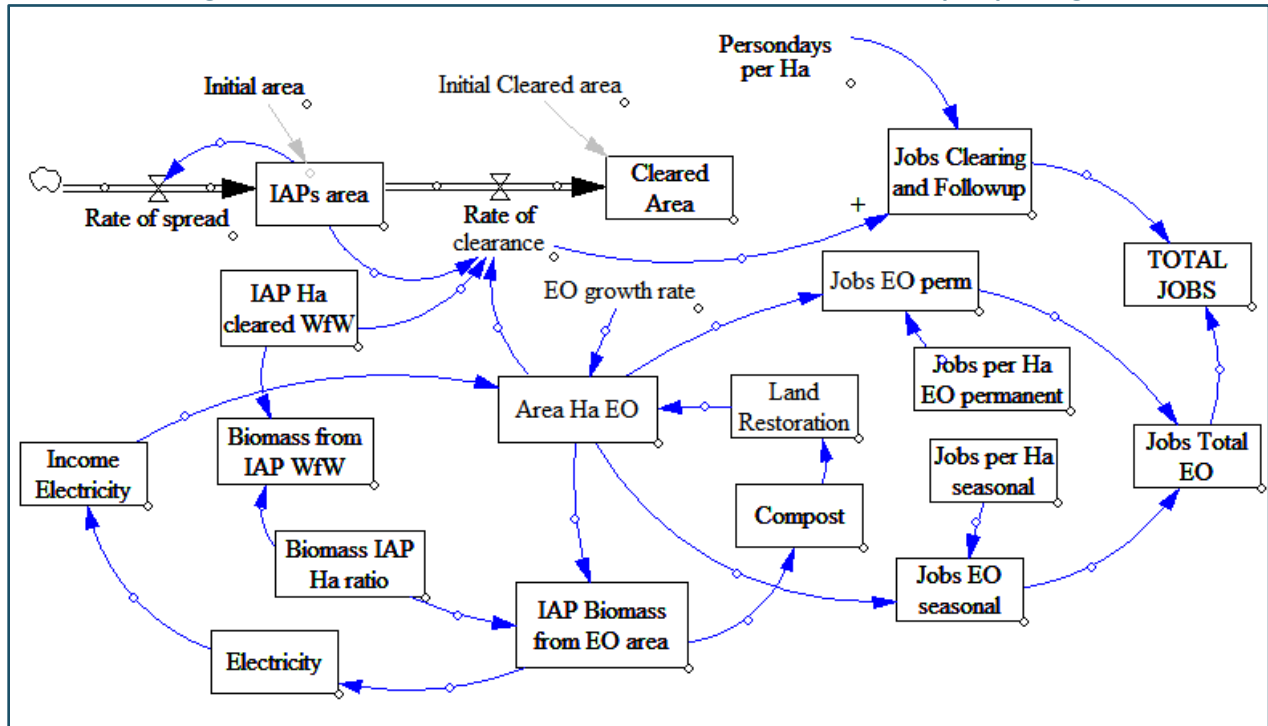 Persondays
per Ha
Initial area
Initial Cleared area
IAPs area
Cleared
Area
Jobs Clearing
and Followup
Rate of spread
Rate of
clearance
+
TOTAL
JOBS
IAP Ha
cleared WfW
EO growth rate
Jobs EO perm
Jobs per Ha
EO permanent
Area Ha EO
Land
Restoration
Biomass from
IAP WfW
Income
Electricity
Jobs per Ha
seasonal
Jobs Total
EO
Compost
Biomass IAP
Ha ratio
Jobs EO
seasonal
IAP Biomass
from EO area
Electricity